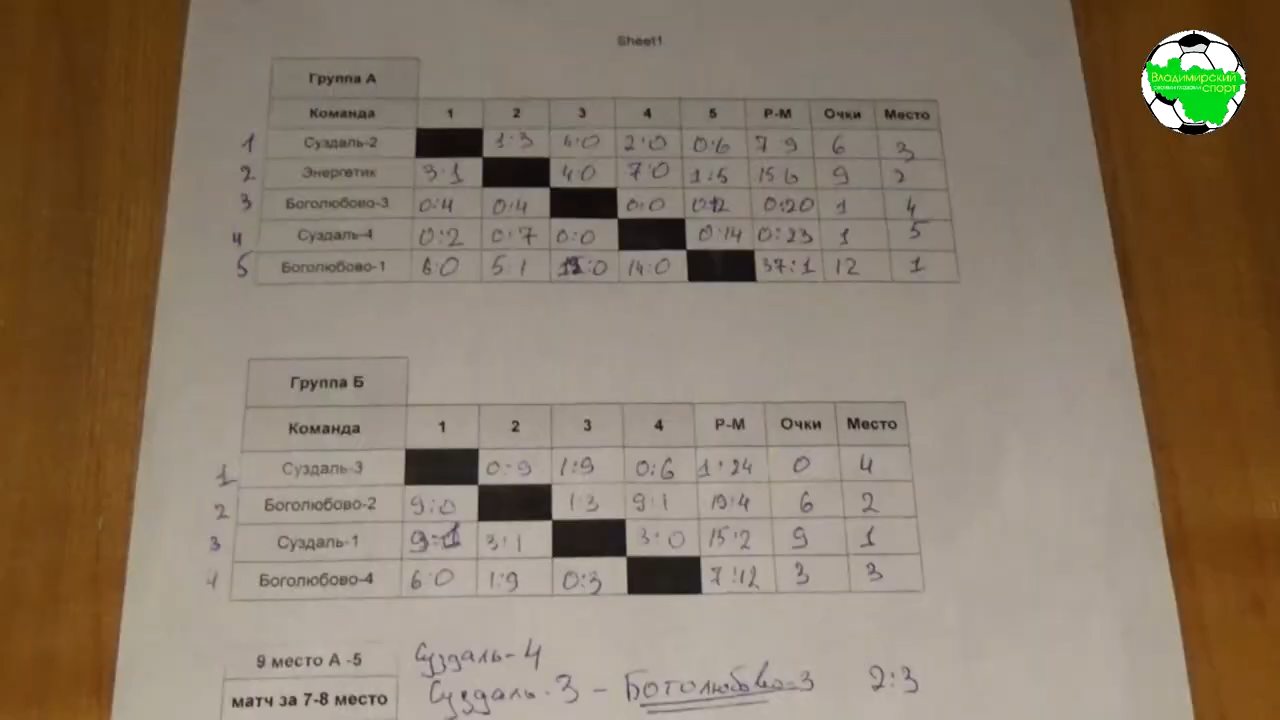 Sheet1
Владимирский
спорт
Группа А
Команда 1 2 3 4 5 Р-М Очки Место
1 Суздаль-2 1:3 4:0 2:0 0:6 7 9 6 3
2 Энергетик 3:1 4:0 7:0 1:5 15 6 9 2
3 Боголюбово-3 0:4 0:4 0:0 0:12 0:20 1 4
4 Суздаль-4 0:2 0:7 0:0 0:14 0:23 1 5
5 Боголюбово-1 6:0 5:1 12:0 14:0 37:1 12 1
Группа Б
Команда 1 2 3 4 Р-М Очки Место
1 Суздаль-3 0:9 1:9 0:6 1:24 0 4
2 Боголюбово-2 9:0 1:3 9:1 19:4 6 2
3 Суздаль-1 9:1 3:1 3:0 15:2 9 1
4 Боголюбово-4 6:0 1:9 0:3 7:12 3 3
9 место А -5 Суздаль-4
матч за 7-8 место Суздаль-3 - Боголюбово-3 2:3